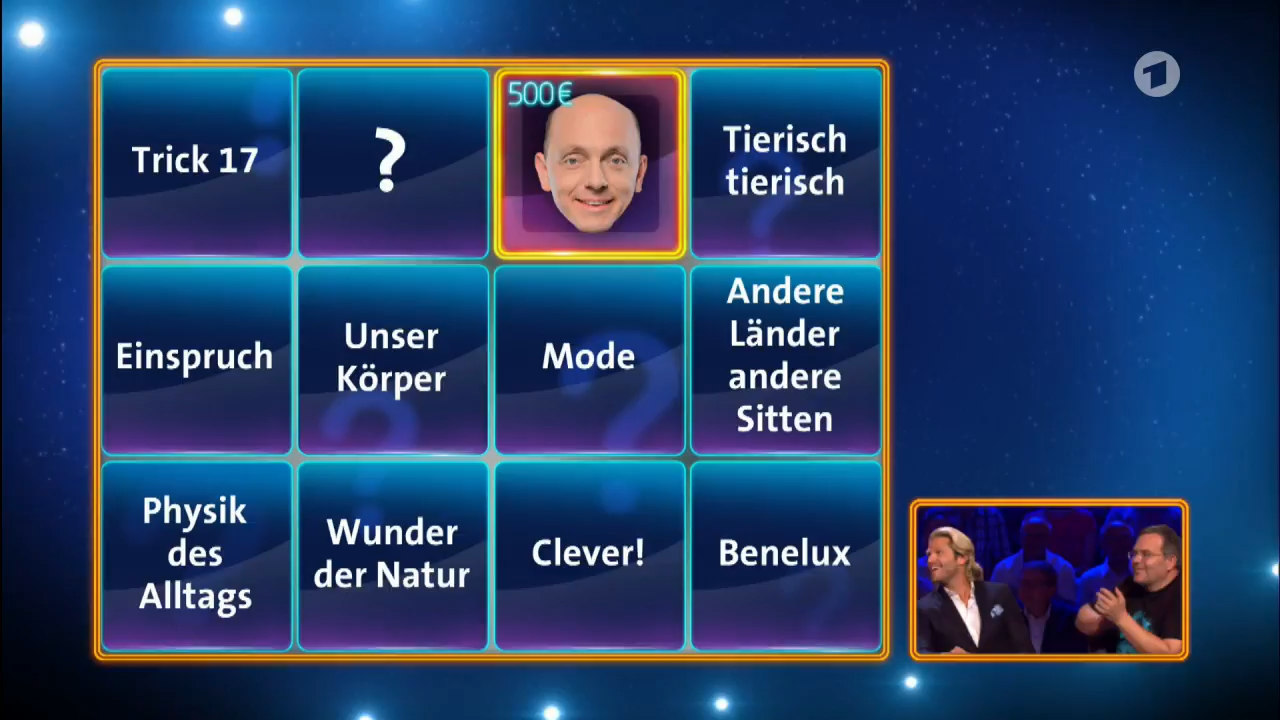 500€
Trick 17
?
Tierisch
tierisch
Einspruch
Unser
Körper
Mode
Andere
Länder
andere
Sitten
Physik
des
Alltags
Wunder
der Natur
Clever!
Benelux
1